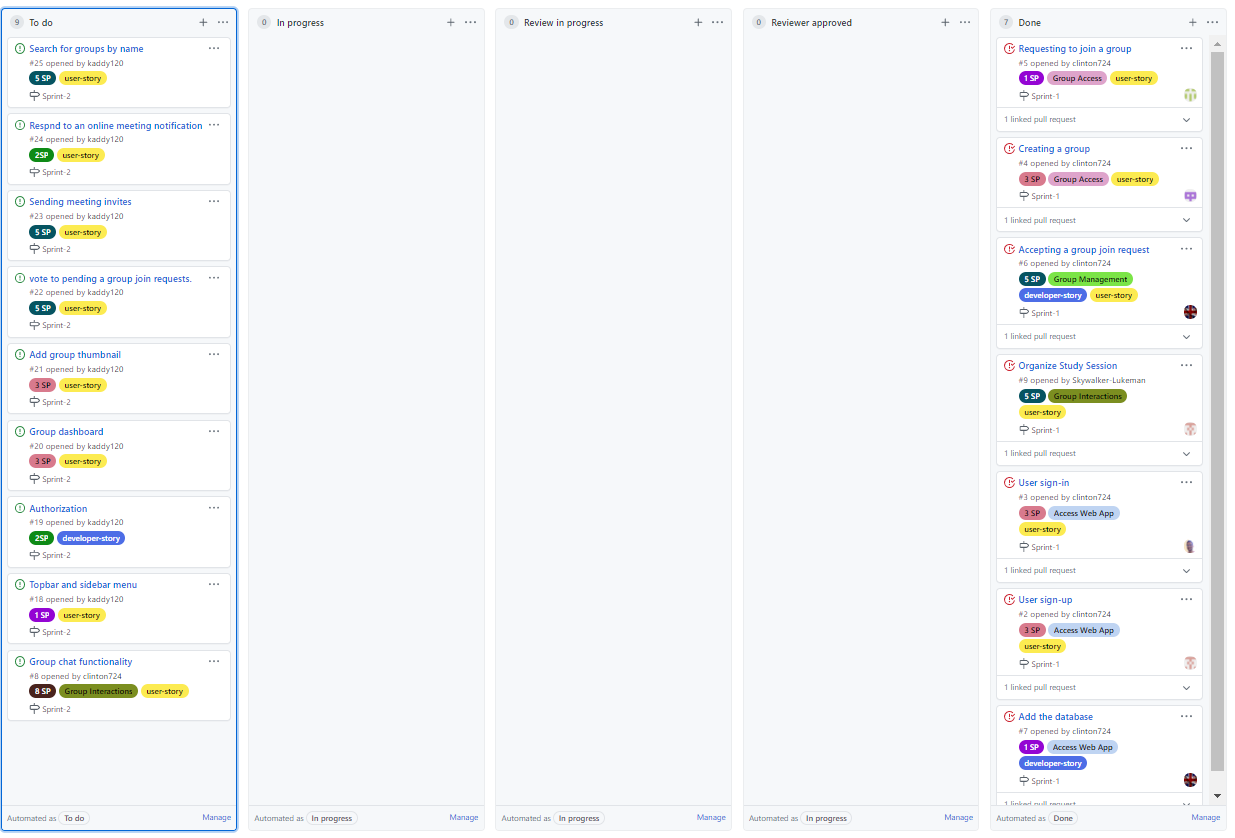 9 To do
Search for groups by name
#25 opened by kaddy120
5 SP user-story
Sprint-2
Respnd to an online meeting notification
#24 opened by kaddy120
2SP user-story
Sprint-2
Sending meeting invites
#23 opened by kaddy120
5 SP user-story
Sprint-2
vote to pending a group join requests.
#22 opened by kaddy120
5 SP user-story
Sprint-2
Add group thumbnail
#21 opened by kaddy120
3 SP user-story
Sprint-2
Group dashboard
#20 opened by kaddy120
3 SP user-story
Sprint-2
Authorization
#19 opened by kaddy120
2SP developer-story
Sprint-2
Topbar and sidebar menu
#18 opened by kaddy120
1 SP user-story
Sprint-2
Group chat functionality
#8 opened by clinton724
8 SP Group Interactions user-story
Sprint-2
Automated as To do Manage
0 In progress
Automated as In progress Manage
0 Review in progress
Automated as In progress Manage
0 Reviewer approved
Automated as In progress Manage
7 Done
Requesting to join a group
#5 opened by clinton724
1 SP Group Access user-story
Sprint-1
1 linked pull request
Creating a group
#4 opened by clinton724
3 SP Group Access user-story
Sprint-1
1 linked pull request
Accepting a group join request
#6 opened by clinton724
5 SP Group Management
developer-story user-story
Sprint-1
1 linked pull request
Organize Study Session
#9 opened by Skywalker-Lukeman
5 SP Group Interactions
user-story
Sprint-1
1 linked pull request
User sign-in
#3 opened by clinton724
3 SP Access Web App
user-story
Sprint-1
1 linked pull request
User sign-up
#2 opened by clinton724
3 SP Access Web App
user-story
Sprint-1
1 linked pull request
Add the database
#7 opened by clinton724
1 SP Access Web App
developer-story
Sprint-1
1 linked pull request
Automated as Done Manage